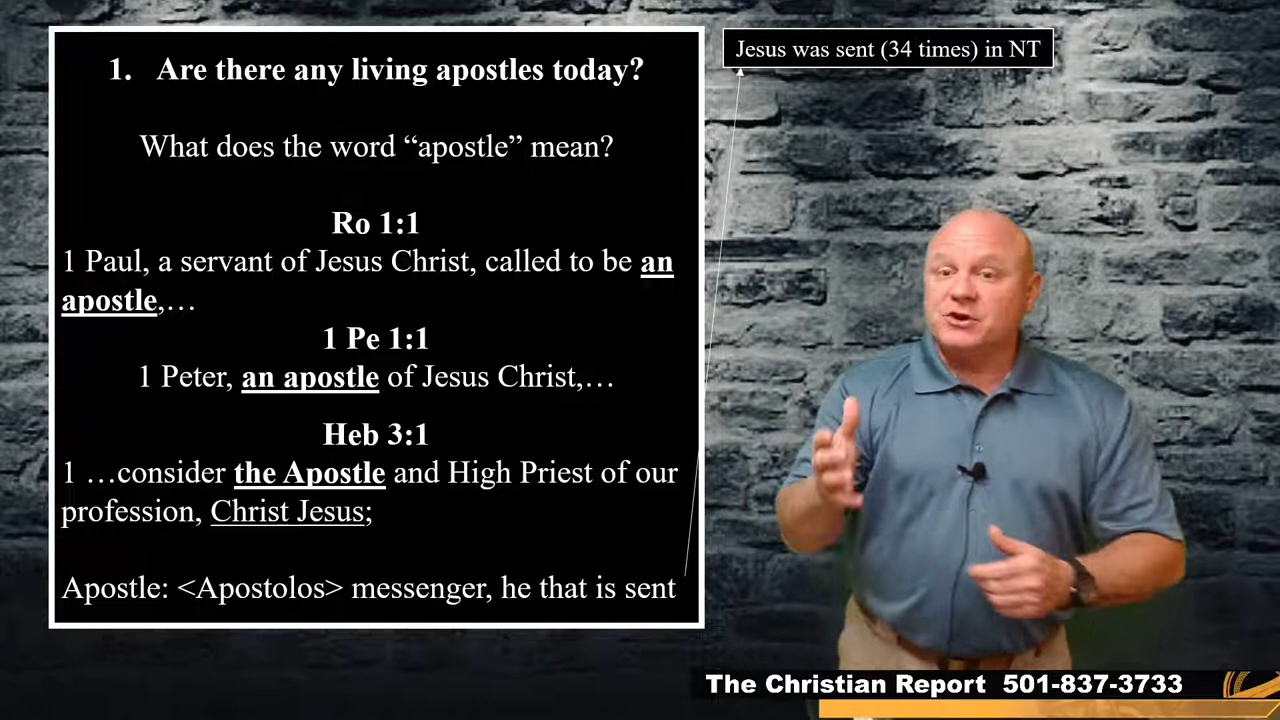 1. Are there any living apostles today?
What does the word “apostle” mean?
Ro 1:1
1 Paul, a servant of Jesus Christ, called to be an
apostle,…
1 Pe 1:1
1 Peter, an apostle of Jesus Christ,…
Heb 3:1
1 …consider the Apostle and High Priest of our
profession, Christ Jesus;
Apostle: <Apostolos> messenger, he that is sent
Jesus was sent (34 times) in NT
The Christian Report 501-837-3733